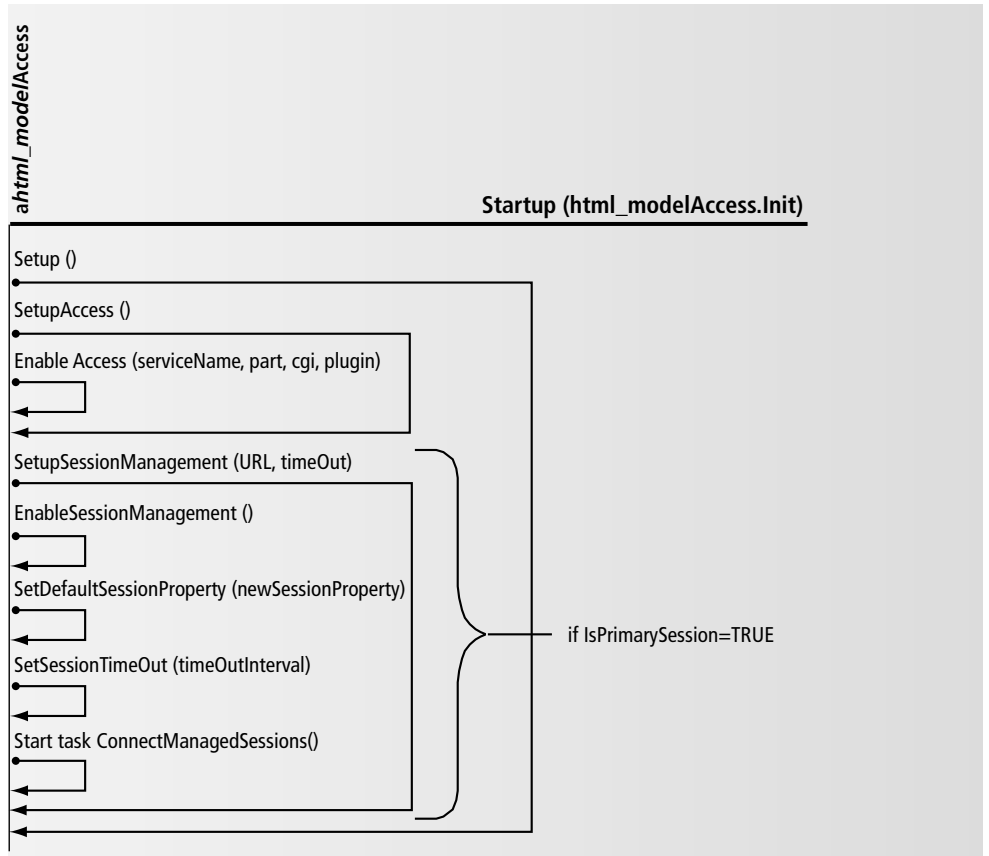 ahtml_modelAccess
Startup (html_modelAccess.Init)
Setup ()
SetupAccess ()
Enable Access (serviceName, part, cgi, plugin)
SetupSessionManagement (URL, timeOut)
EnableSessionManagement ()
SetDefaultSessionProperty (newSessionProperty)
if IsPrimarySession=TRUE
SetSessionTimeOut (timeOutInterval)
Start task ConnectManagedSessions()